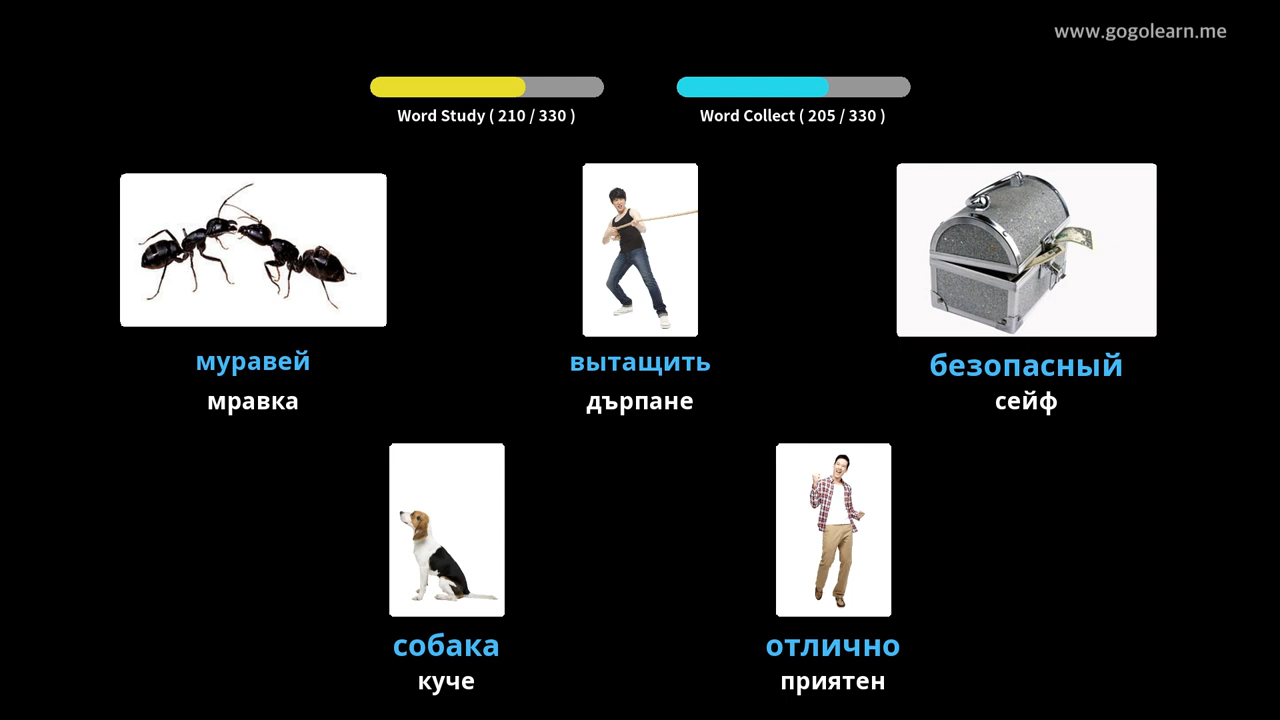 www.gogolearn.me
Word Study ( 210 / 330 )
Word Collect ( 205 / 330 )
муравей
мравка
вытащить
дърпане
безопасный
сейф
собака
куче
отлично
приятен